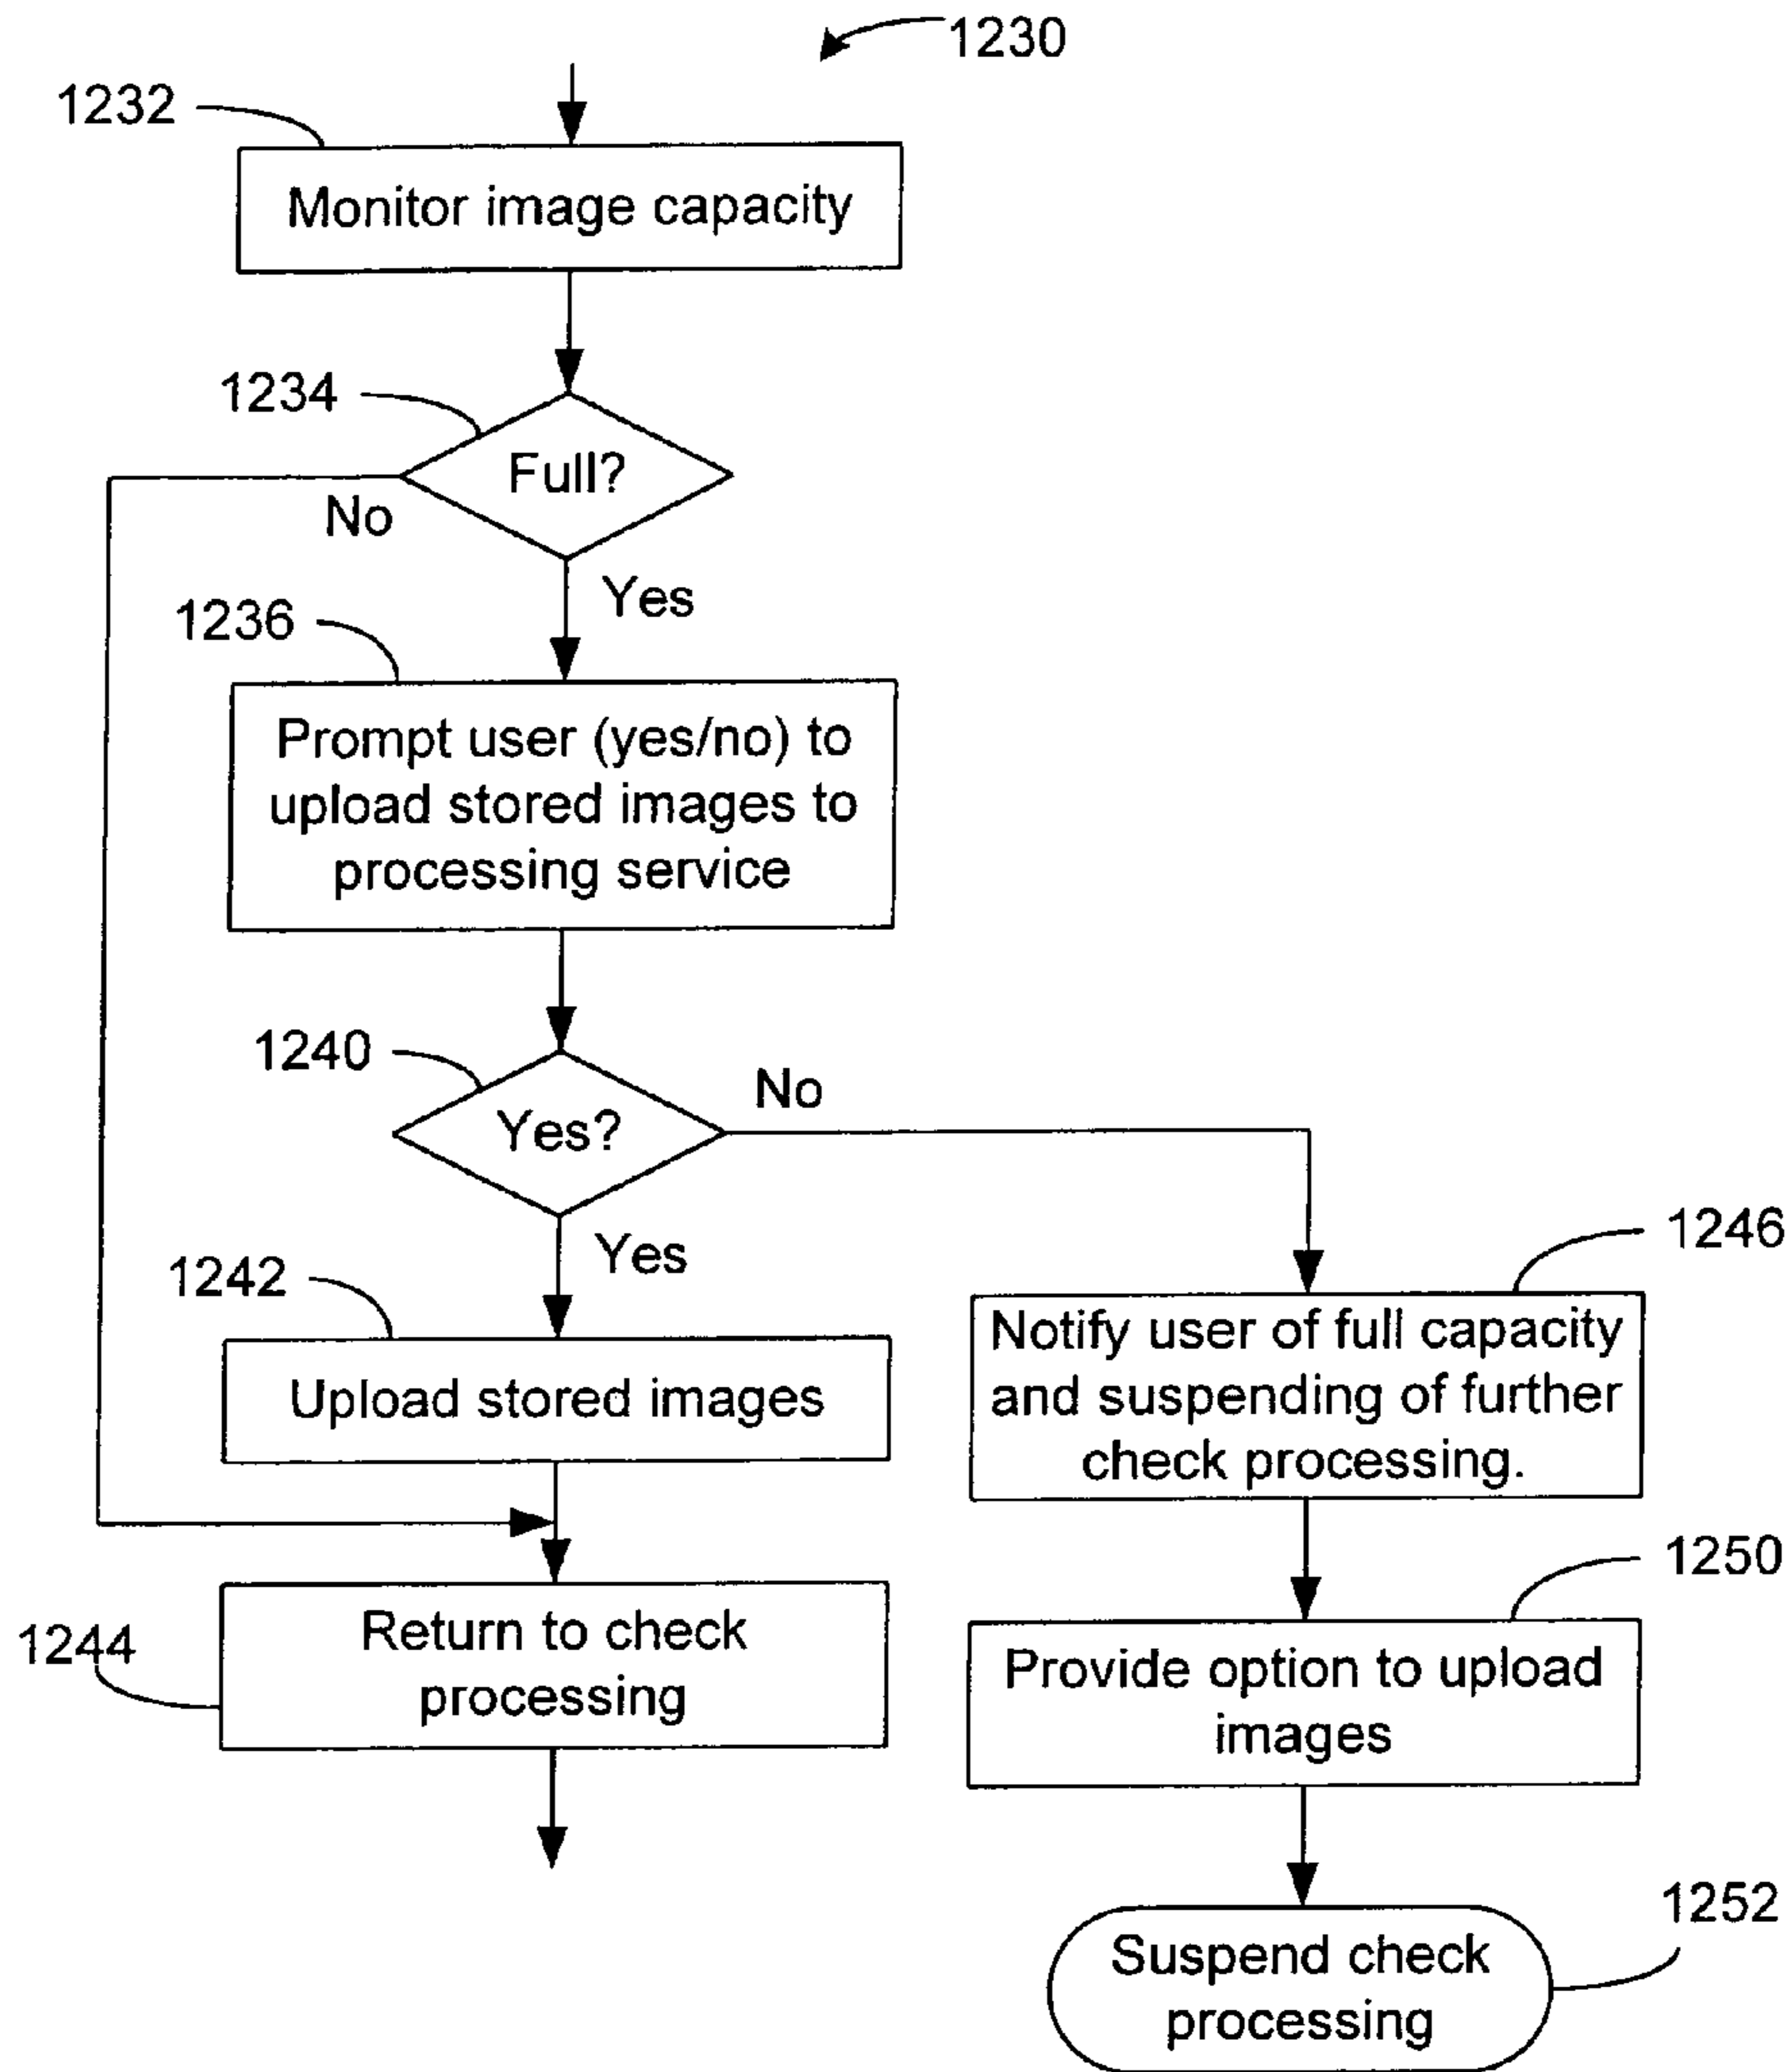 1230
1232
Monitor image capacity
1234
Full?
No
Yes
1236
Prompt user (yes/no) to
upload stored images to
processing service
1240
Yes?
No
Yes
1242
Upload stored images
1244
Return to check
processing
1246
Notify user of full capacity
and suspending of further
check processing.
1250
Provide option to upload
images
1252
Suspend check
processing